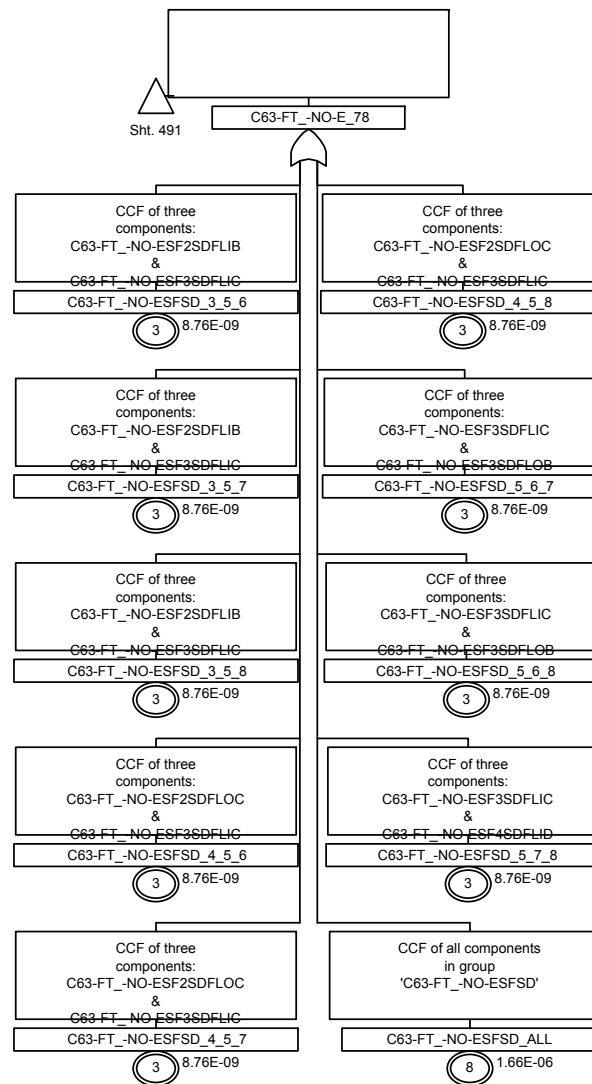 Sht. 491
C63-FT_-NO-E_78
CCF of three
components:
C63-FT_-NO-ESF2SDFLIB
&
C63-FT_-NO-ESF3SDFLIC
C63-FT_-NO-ESFSD_3_5_6
3
8.76E-09
CCF of three
components:
C63-FT_-NO-ESF2SDFLOC
&
C63-FT_-NO-ESF3SDFLIC
C63-FT_-NO-ESFSD_4_5_8
3
8.76E-09
CCF of three
components:
C63-FT_-NO-ESF2SDFLIB
&
C63-FT_-NO-ESF3SDFLIC
C63-FT_-NO-ESFSD_3_5_7
3
8.76E-09
CCF of three
components:
C63-FT_-NO-ESF3SDFLIC
&
C63-FT_-NO-ESF3SDFLOB
C63-FT_-NO-ESFSD_5_6_7
3
8.76E-09
CCF of three
components:
C63-FT_-NO-ESF2SDFLIB
&
C63-FT_-NO-ESF3SDFLIC
C63-FT_-NO-ESFSD_3_5_8
3
8.76E-09
CCF of three
components:
C63-FT_-NO-ESF3SDFLIC
&
C63-FT_-NO-ESF3SDFLOB
C63-FT_-NO-ESFSD_5_6_8
3
8.76E-09
CCF of three
components:
C63-FT_-NO-ESF2SDFLOC
&
C63-FT_-NO-ESF3SDFLIC
C63-FT_-NO-ESFSD_4_5_6
3
8.76E-09
CCF of three
components:
C63-FT_-NO-ESF3SDFLIC
&
C63-FT_-NO-ESF4SDFLID
C63-FT_-NO-ESFSD_5_7_8
3
8.76E-09
CCF of three
components:
C63-FT_-NO-ESF2SDFLOC
&
C63-FT_-NO-ESF3SDFLIC
C63-FT_-NO-ESFSD_4_5_7
3
8.76E-09
CCF of all components
in group
'C63-FT_-NO-ESFSD'
C63-FT_-NO-ESFSD_ALL
8
1.66E-06